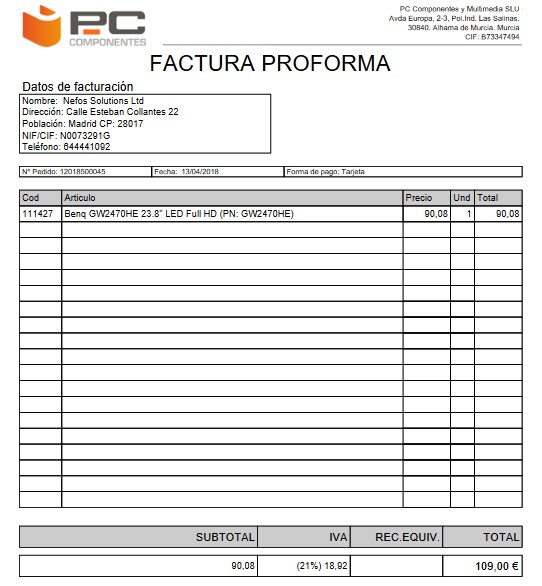 PC
COMPONENTES
PC Componentes y Multimedia SLU
Avda Europa, 2-3, Pol.Ind. Las Salinas.
30840. Alhama de Murcia. Murcia
CIF: B73347494
FACTURA PROFORMA
Datos de facturación
Nombre: Nefos Solutions Ltd
Dirección: Calle Esteban Collantes 22
Población: Madrid CP: 28017
NIF/CIF: N0073291G
Teléfono: 644441092
Nº Pedido: 12018500045 Fecha: 13/04/2018 Forma de pago: Tarjeta
Cod Articulo Precio Und Total
111427 Benq GW2470HE 23.8" LED Full HD (PN: GW2470HE) 90,08 1 90,08
SUBTOTAL IVA REC.EQUIV. TOTAL
90,08 (21%) 18,92 109,00 €